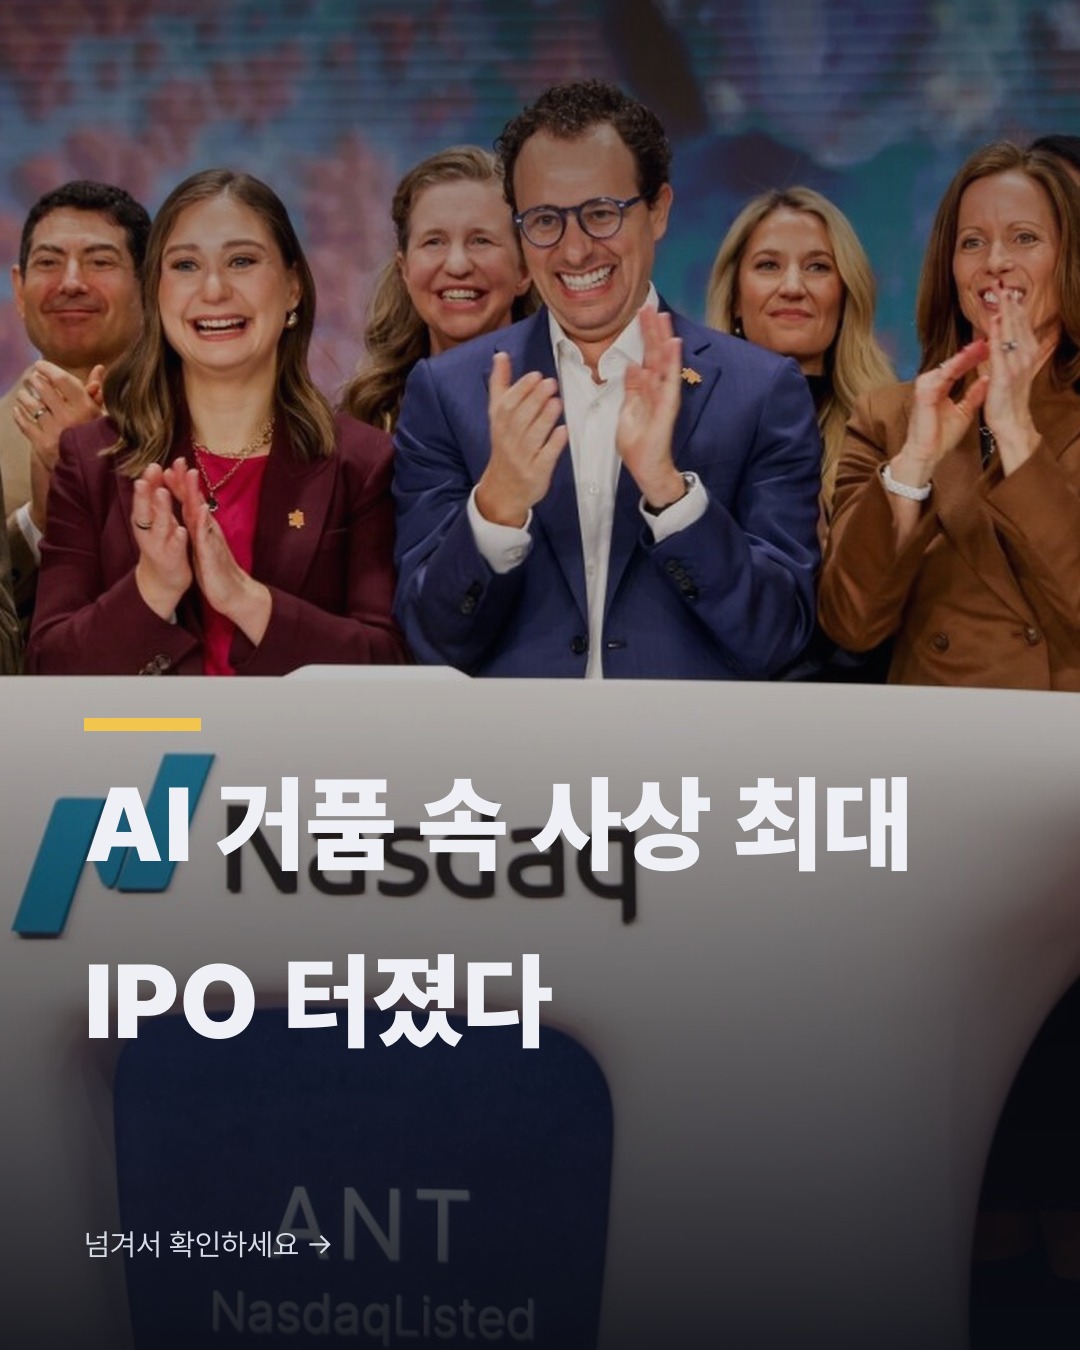 AI 거품 속 사상 최대
Nasdaq
IPO 터졌다
ANT
넘겨서 확인하세요 →
NasdaqListed